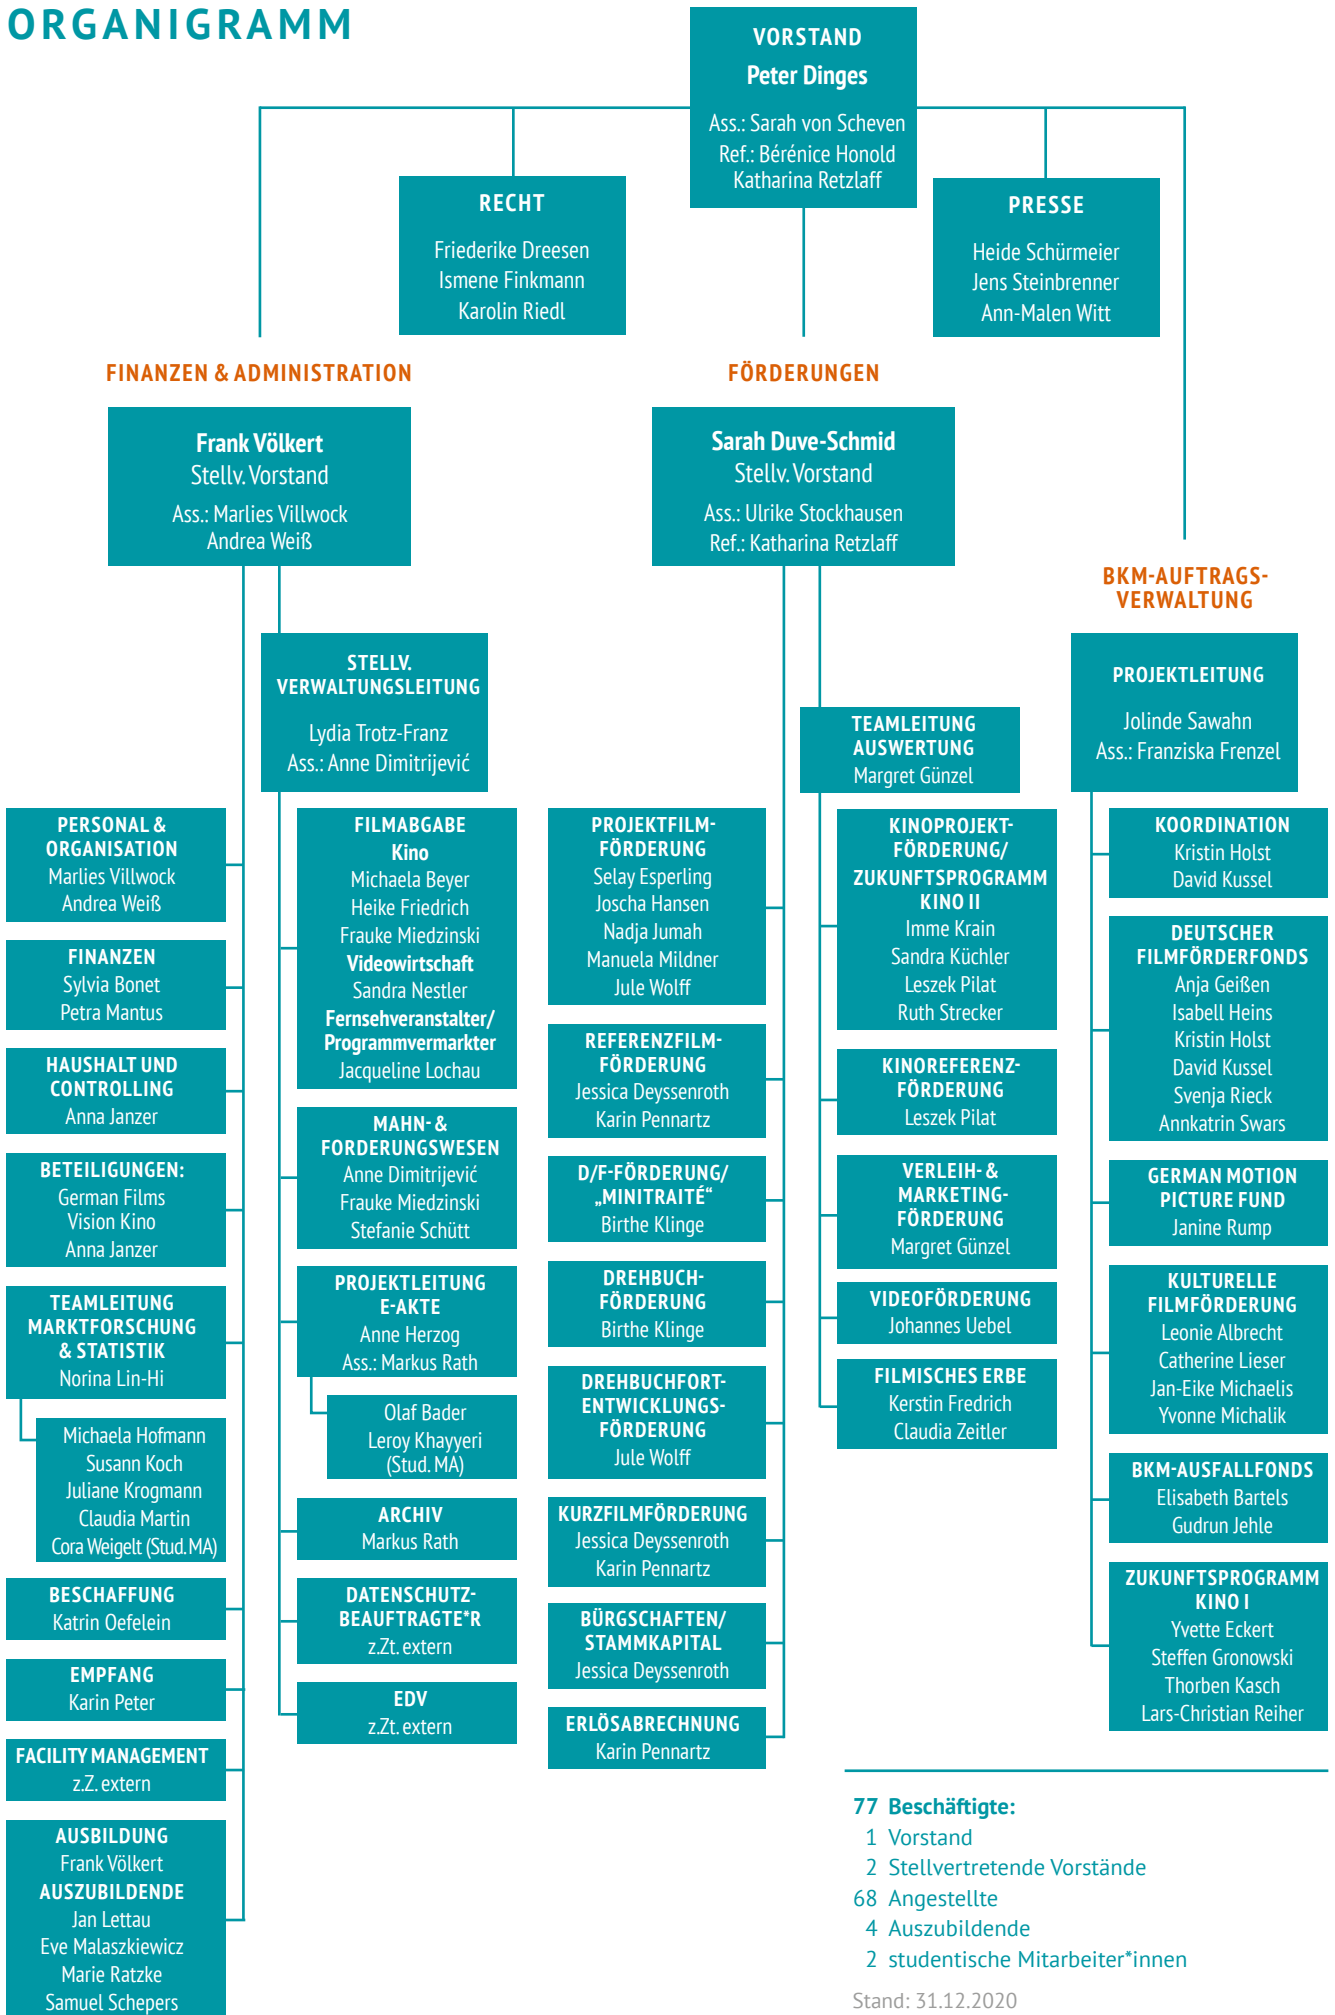 ORGANIGRAMM
VORSTAND
Peter Dinges
Ass.: Sarah von Scheven
Ref.: Bérénice Honold
Katharina Retzlaff
RECHT
Friederike Dreesen
Ismene Finkmann
Karolin Riedl
PRESSE
Heide Schürmeier
Jens Steinbrenner
Ann-Malen Witt
FINANZEN & ADMINISTRATION
Frank Völkert
Stellv. Vorstand
Ass.: Marlies Villwock
Andrea Weiß
STELLV.
VERWALTUNGSLEITUNG
Lydia Trotz-Franz
Ass.: Anne Dimitrijević
PERSONAL &
ORGANISATION
Marlies Villwock
Andrea Weiß
FINANZEN
Sylvia Bonet
Petra Mantus
HAUSHALT UND
CONTROLLING
Anna Janzer
BETEILIGUNGEN:
German Films
Vision Kino
Anna Janzer
TEAMLEITUNG
MARKTFORSCHUNG
& STATISTIK
Norina Lin-Hi
Michaela Hofmann
Susann Koch
Juliane Krogmann
Claudia Martin
Cora Weigelt (Stud. MA)
BESCHAFFUNG
Katrin Oefelein
EMPFANG
Karin Peter
FACILITY MANAGEMENT
z.Z. extern
AUSBILDUNG
Frank Völkert
AUSZUBILDENDE
Jan Lettau
Eve Malaszkiewicz
Marie Ratzke
Samuel Schepers
FILMABGABE
Kino
Michaela Beyer
Heike Friedrich
Frauke Miedzinski
Videowirtschaft
Sandra Nestler
Fernsehveranstalter/
Programmvermarkter
Jacqueline Lochau
MAHN- &
FORDERUNGSWESEN
Anne Dimitrijević
Frauke Miedzinski
Stefanie Schütt
PROJEKTLEITUNG
E-AKTE
Anne Herzog
Ass.: Markus Rath
Olaf Bader
Leroy Khayyeri
(Stud. MA)
ARCHIV
Markus Rath
DATENSCHUTZ-
BEAUFTRAGTE*R
z.Zt. extern
EDV
z.Zt. extern
FÖRDERUNGEN
Sarah Duve-Schmid
Stellv. Vorstand
Ass.: Ulrike Stockhausen
Ref.: Katharina Retzlaff
PROJEKTFILM-
FÖRDERUNG
Selay Esperling
Joscha Hansen
Nadja Jumah
Manuela Mildner
Jule Wolff
REFERENZFILM-
FÖRDERUNG
Jessica Deyssenroth
Karin Pennartz
D/F-FÖRDERUNG/
„MINITRAITÉ“
Birthe Klinge
DREHBUCH-
FÖRDERUNG
Birthe Klinge
DREHBUCHFORT-
ENTWICKLUNGS-
FÖRDERUNG
Jule Wolff
KURZFILMFÖRDERUNG
Jessica Deyssenroth
Karin Pennartz
BÜRGSCHAFTEN/
STAMMKAPITAL
Jessica Deyssenroth
ERLÖSABRECHNUNG
Karin Pennartz
TEAMLEITUNG
AUSWERTUNG
Margret Günzel
KINOPROJEKT-
FÖRDERUNG/
ZUKUNFTSPROGRAMM
KINO II
Imme Krain
Sandra Küchler
Leszek Pilat
Ruth Strecker
KINOREFERENZ-
FÖRDERUNG
Leszek Pilat
VERLEIH- &
MARKETING-
FÖRDERUNG
Margret Günzel
VIDEOFÖRDERUNG
Johannes Uebel
FILMISCHES ERBE
Kerstin Fredrich
Claudia Zeitler
BKM-AUFTRAGS-
VERWALTUNG
PROJEKTLEITUNG
Jolinde Sawahn
Ass.: Franziska Frenzel
KOORDINATION
Kristin Holst
David Kussel
DEUTSCHER
FILMFÖRDERFONDS
Anja Geißen
Isabell Heins
Kristin Holst
David Kussel
Svenja Rieck
Annkatrin Swars
GERMAN MOTION
PICTURE FUND
Janine Rump
KULTURELLE
FILMFÖRDERUNG
Leonie Albrecht
Catherine Lieser
Jan-Eike Michaelis
Yvonne Michalik
BKM-AUSFALLFONDS
Elisabeth Bartels
Gudrun Jehle
ZUKUNFTSPROGRAMM
KINO I
Yvette Eckert
Steffen Gronowski
Thorben Kasch
Lars-Christian Reiher
77 Beschäftigte:
1 Vorstand
2 Stellvertretende Vorstände
68 Angestellte
4 Auszubildende
2 studentische Mitarbeiter*innen
Stand: 31.12.2020